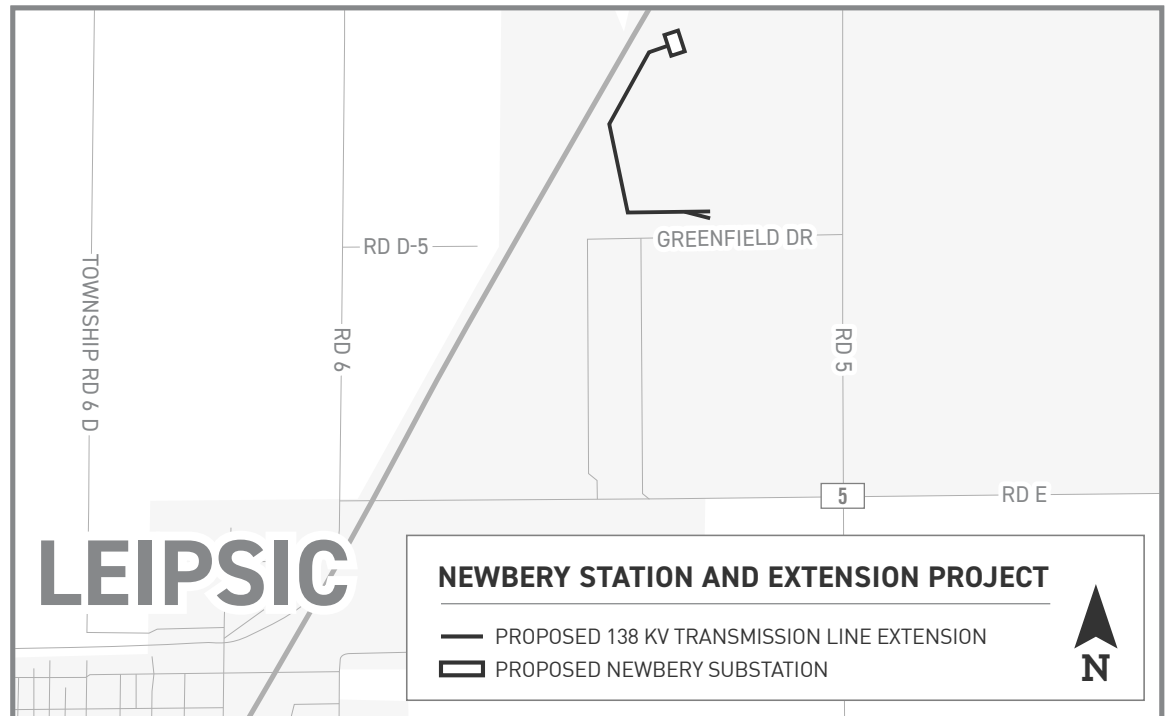 RD D-5
GREENFIELD DR
TOWNSHIP RD 6 D
RD 6
RD 5
5
RD E
LEIPSIC
NEWBERY STATION AND EXTENSION PROJECT
PROPOSED 138 KV TRANSMISSION LINE EXTENSION
PROPOSED NEWBERY SUBSTATION
N